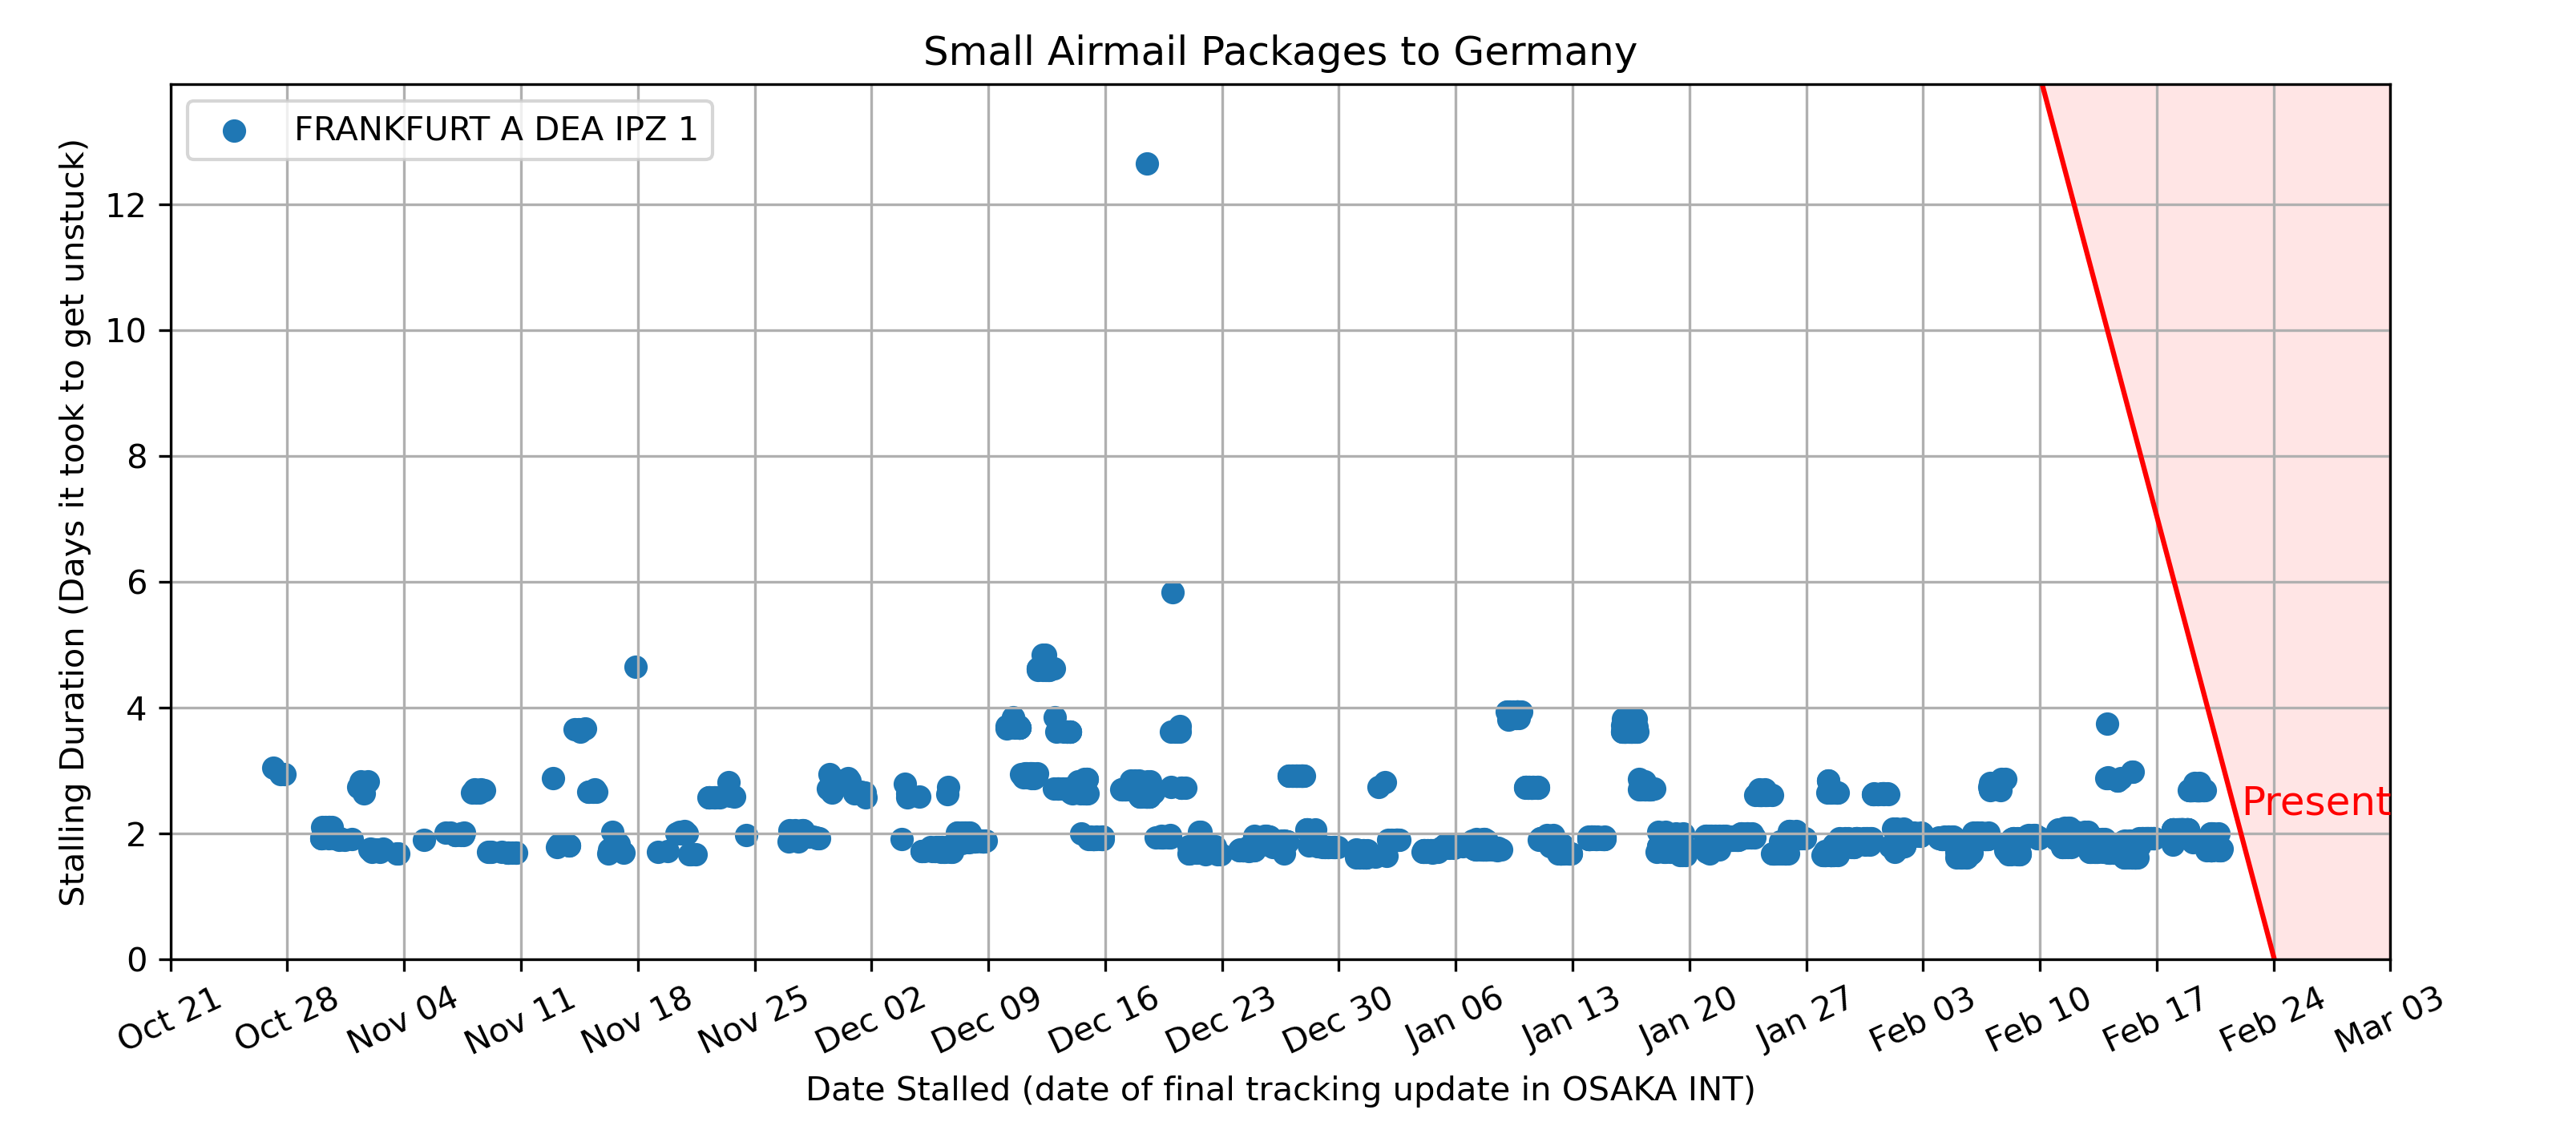 Small Airmail Packages to Germany
FRANKFURT A DEA IPZ 1
Stalling Duration (Days it took to get unstuck)
12
10
8
6
4
2
0
Present
Oct 21
Oct 28
Nov 04
Nov 11
Nov 18
Nov 25
Dec 02
Dec 09
Dec 16
Dec 23
Dec 30
Jan 06
Jan 13
Jan 20
Jan 27
Feb 03
Feb 10
Feb 17
Feb 24
Mar 03
Date Stalled (date of final tracking update in OSAKA INT)